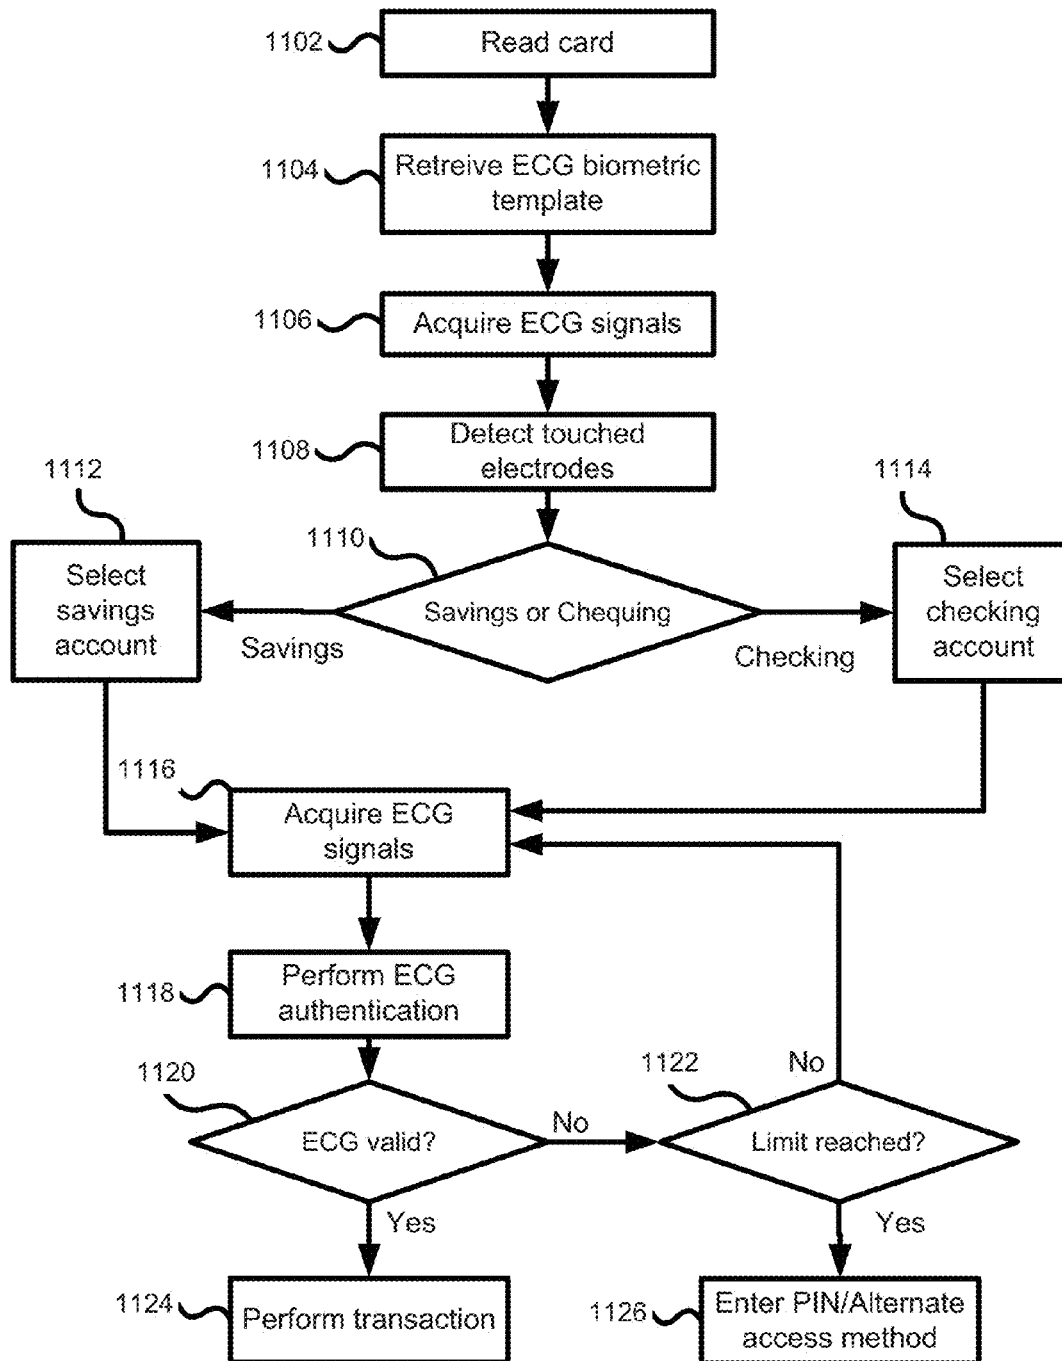 1102
Read card
1104
Retreive ECG biometric
template
1106
Acquire ECG signals
1108
Detect touched
electrodes
1112
1114
1110
Select
savings
account
Savings or Chequing
Select
checking
account
Savings
Checking
1116
Acquire ECG
signals
1118
Perform ECG
authentication
1120
No
1122
ECG valid?
No
Limit reached?
Yes
Yes
1124
Perform transaction
1126
Enter PIN/Alternate
access method